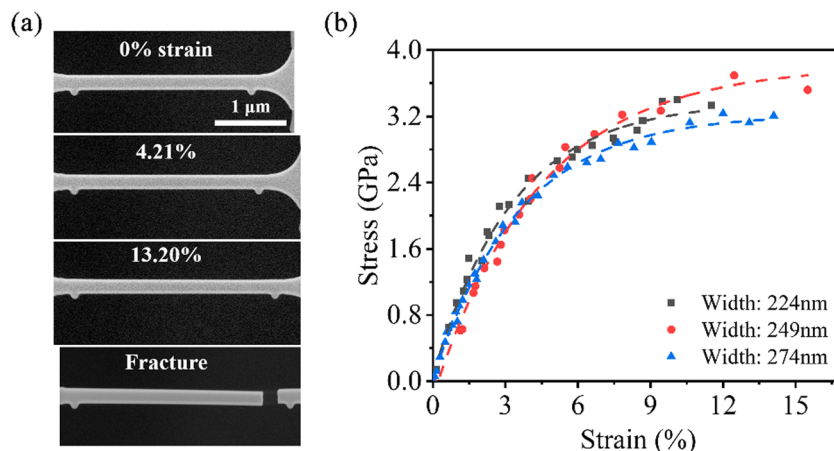 (a)
0% strain
1 μm
4.21%
13.20%
Fracture
(b)
Stress (GPa)
4.0
3.2
2.4
1.6
0.8
0.0
0
3
6
9
12
15
Strain (%)
Width: 224nm
Width: 249nm
Width: 274nm